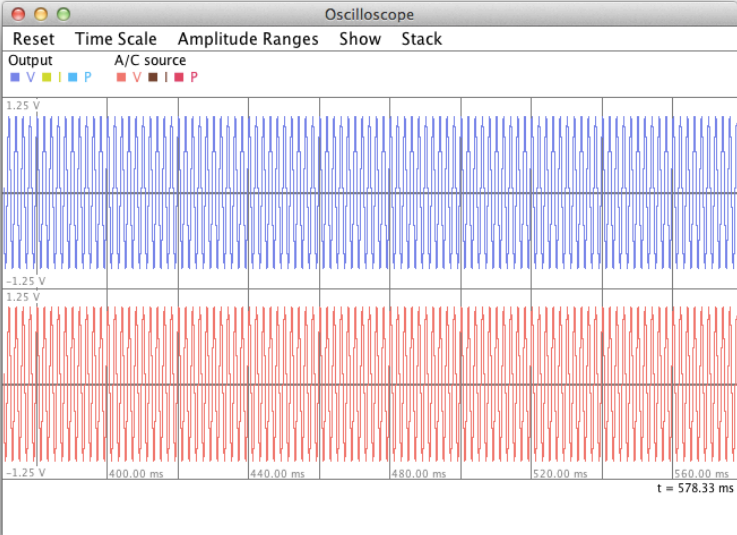 Oscilloscope
Reset Time Scale Amplitude Ranges Show Stack
Output A/C source
V I P V I P
1.25 V
-1.25 V
1.25 V
-1.25 V 400.00 ms 440.00 ms 480.00 ms 520.00 ms 560.00 ms
t = 578.33 ms